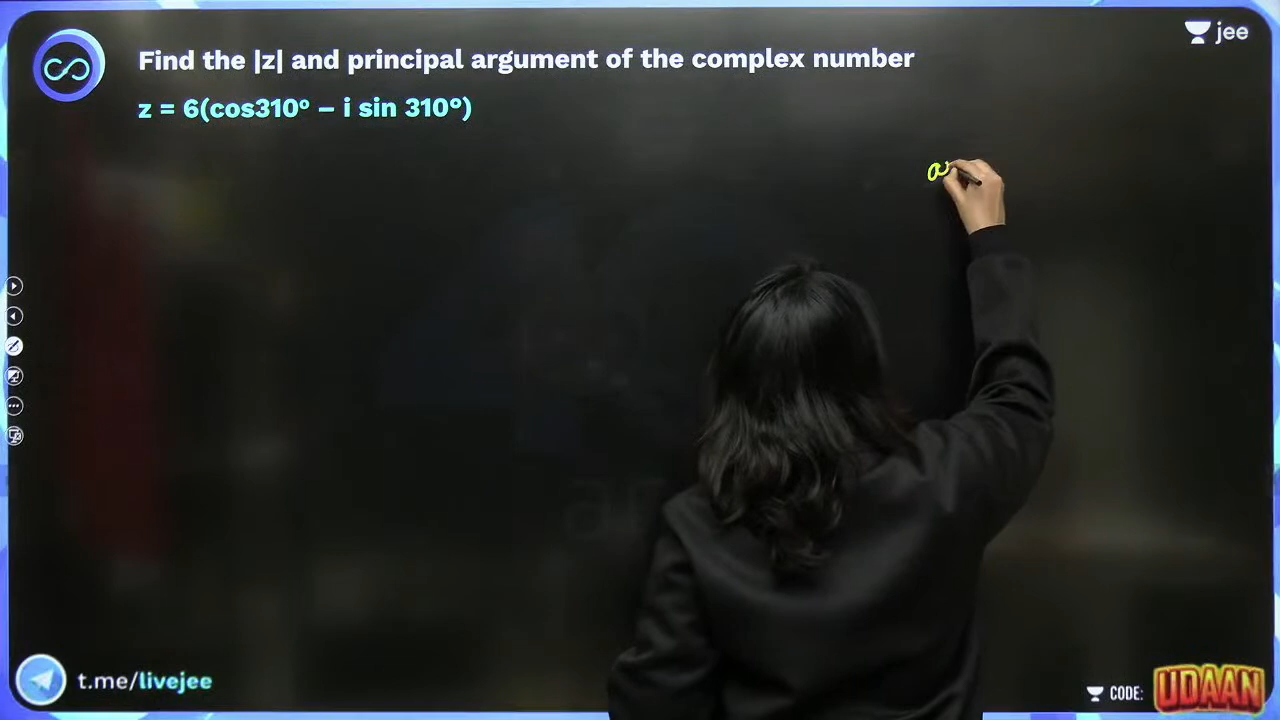 jee
Find the |z| and principal argument of the complex number
z = 6(cos310° – i sin 310°)
a
t.me/livejee
CODE: UDAAN